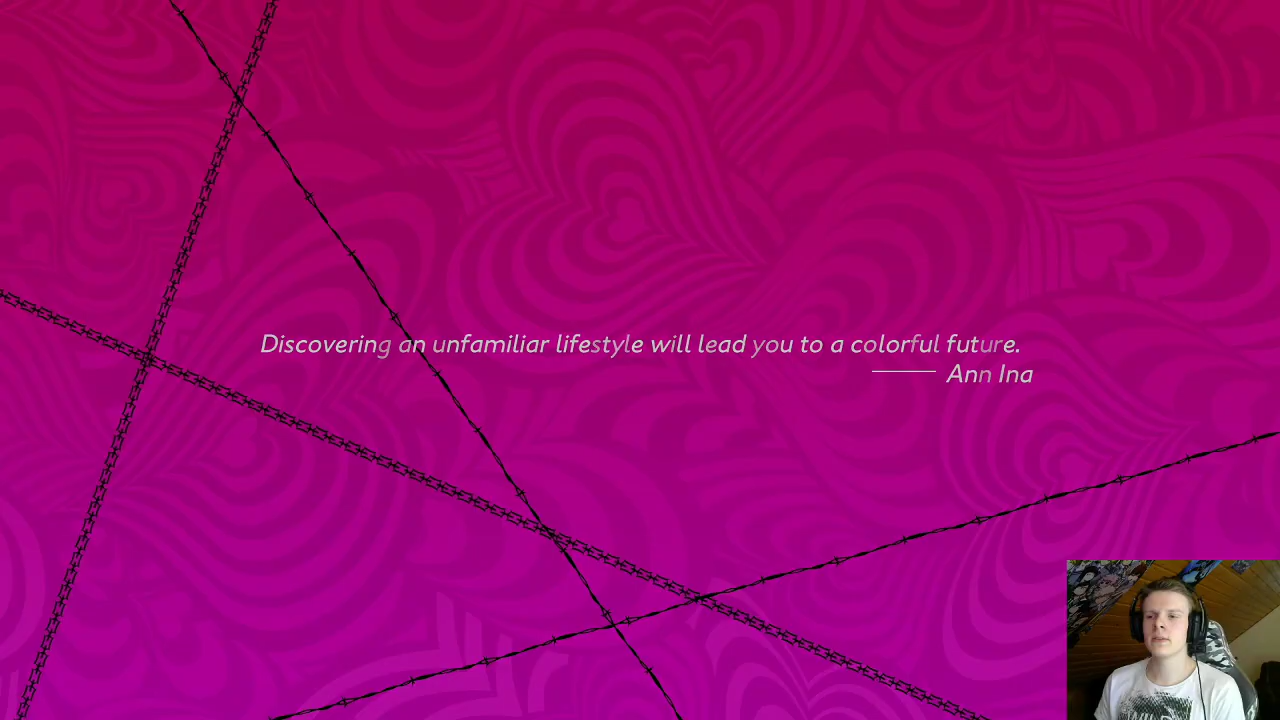 Discovering an unfamiliar lifestyle will lead you to a colorful future.
—— Ann Ina